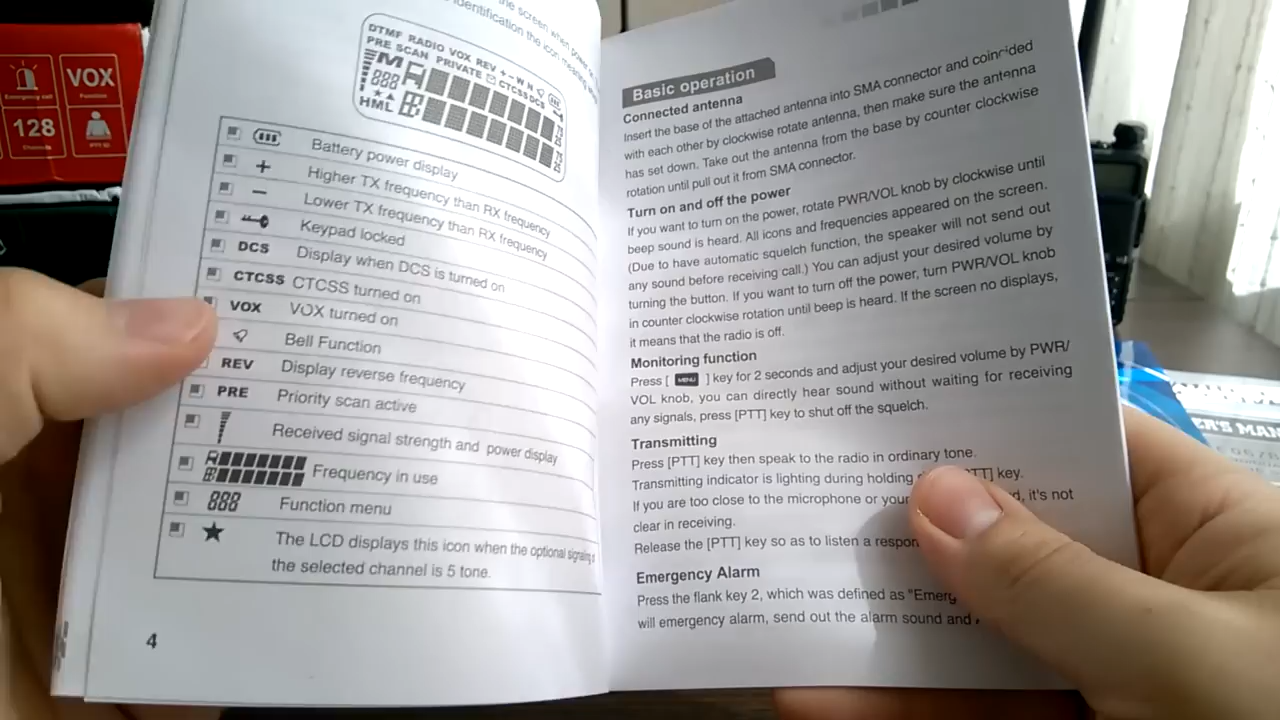 VOX
128
the screen when power
identification the icon meaning
DTMF RADIO VOX REV + - W N
PRE SCAN PRIVATE CTCSS DCS
M
888
HML
Battery power display
+ Higher TX frequency than RX frequency
- Lower TX frequency than RX frequency
Keypad locked
DCS Display when DCS is turned on
CTCSS CTCSS turned on
VOX VOX turned on
Bell Function
REV Display reverse frequency
PRE Priority scan active
Received signal strength and power display
Frequency in use
888 Function menu
★ The LCD displays this icon when the optional signaling
the selected channel is 5 tone.
4
Basic operation
Connected antenna
Insert the base of the attached antenna into SMA connector and coincided
with each other by clockwise rotate antenna, then make sure the antenna
has set down. Take out the antenna from the base by counter clockwise
rotation until pull out it from SMA connector.
Turn on and off the power
If you want to turn on the power, rotate PWR/VOL knob by clockwise until
beep sound is heard. All icons and frequencies appeared on the screen.
(Due to have automatic squelch function, the speaker will not send out
any sound before receiving call.) You can adjust your desired volume by
turning the button. If you want to turn off the power, turn PWR/VOL knob
in counter clockwise rotation until beep is heard. If the screen no displays,
it means that the radio is off.
Monitoring function
Press [ MENU ] key for 2 seconds and adjust your desired volume by PWR/
VOL knob, you can directly hear sound without waiting for receiving
any signals, press [PTT] key to shut off the squelch.
Transmitting
Press [PTT] key then speak to the radio in ordinary tone.
Transmitting indicator is lighting during holding key.
If you are too close to the microphone or your it's not
clear in receiving.
Release the [PTT] key so as to listen a
Emergency Alarm
Press the flank key 2, which was defined as "Emerg
will emergency alarm, send out the alarm sound and